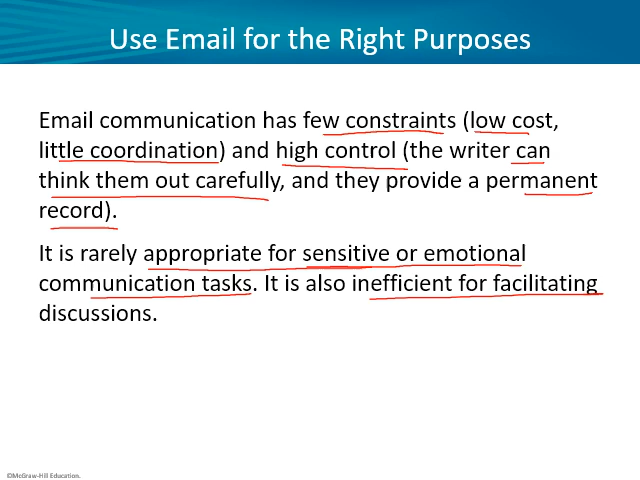 Use Email for the Right Purposes
Email communication has few constraints (low cost,
little coordination) and high control (the writer can
think them out carefully, and they provide a permanent
record).
It is rarely appropriate for sensitive or emotional
communication tasks. It is also inefficient for facilitating
discussions.
©McGraw-Hill Education.